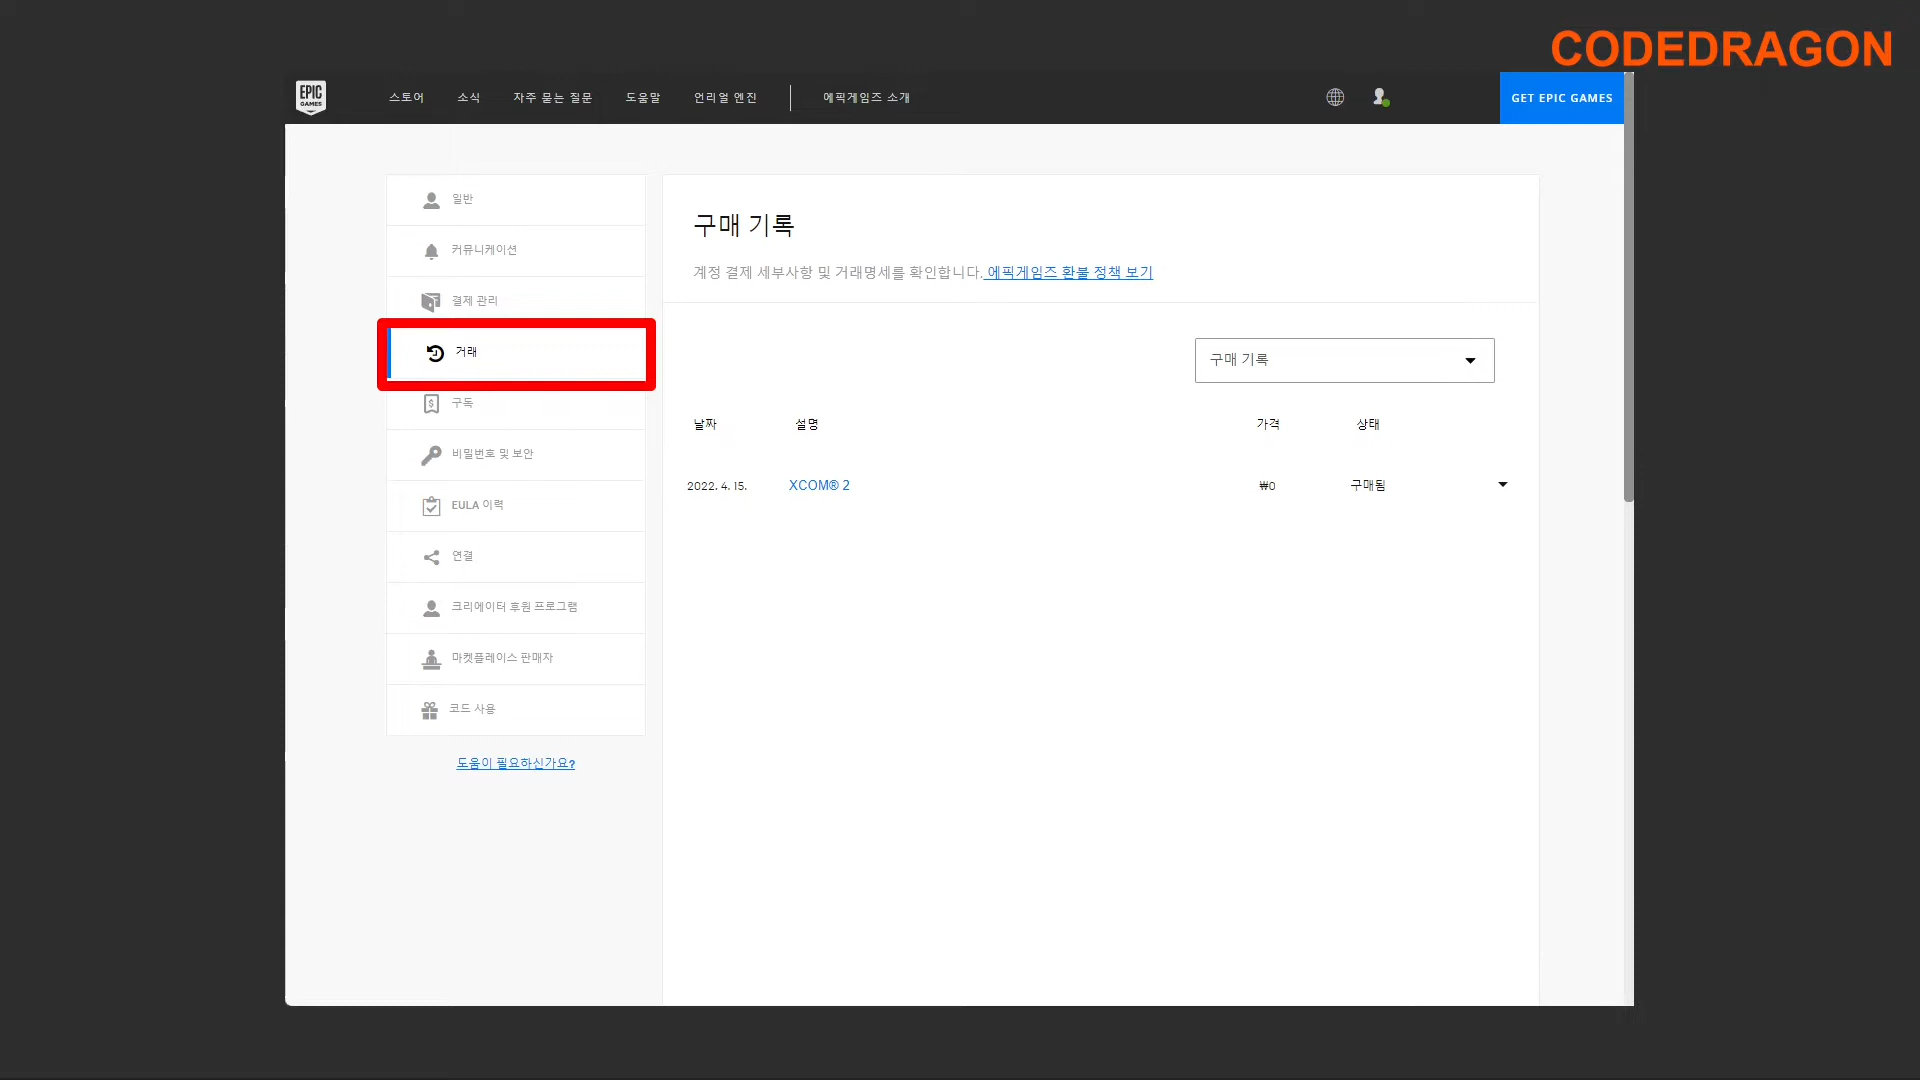 CODEDRAGON
EPIC
GAMES
스토어 소식 자주 묻는 질문 도움말 언리얼 엔진 에픽게임즈 소개
GET EPIC GAMES
일반
커뮤니케이션
결제 관리
거래
구독
비밀번호 및 보안
EULA 이력
연결
크리에이터 후원 프로그램
마켓플레이스 판매자
코드 사용
도움이 필요하신가요?
구매 기록
계정 결제 세부사항 및 거래명세를 확인합니다. 에픽게임즈 환불 정책 보기
구매 기록
날짜 설명 가격 상태
2022. 4. 15. XCOM® 2 ₩0 구매됨